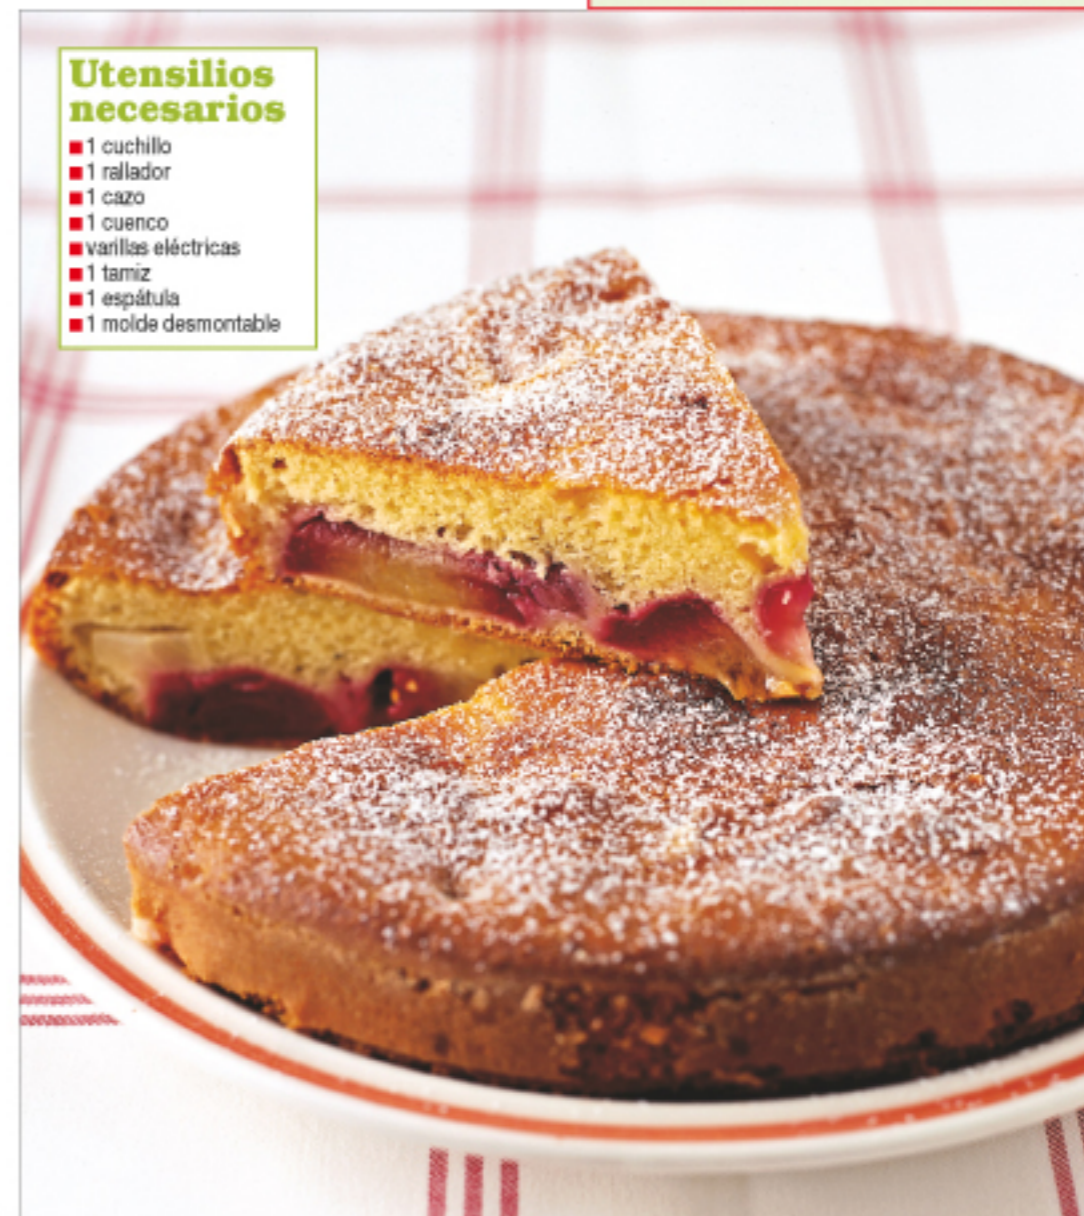 Utensilios
necesarios
■ 1 cuchillo
■ 1 rallador
■ 1 cazo
■ 1 cuenco
■ varillas eléctricas
■ 1 tamiz
■ 1 espátula
■ 1 molde desmontable